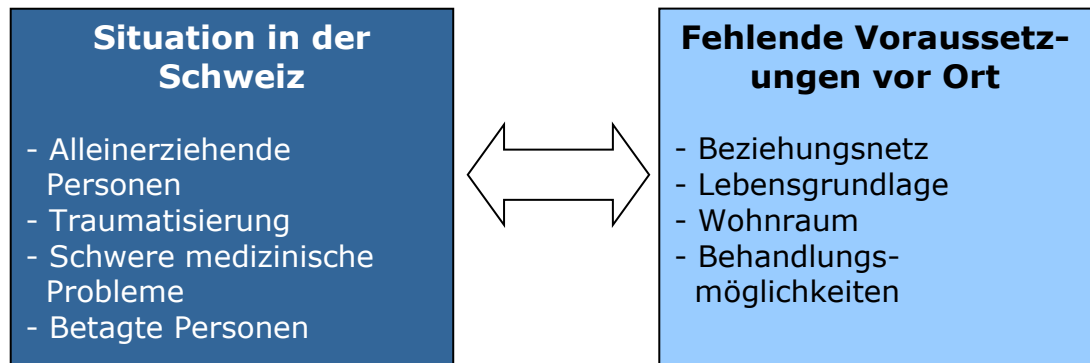 Situation in der
Schweiz
- Alleinerziehende
Personen
- Traumatisierung
- Schwere medizinische
Probleme
- Betagte Personen
Fehlende Voraussetz-
ungen vor Ort
- Beziehungsnetz
- Lebensgrundlage
- Wohnraum
- Behandlungs-
möglichkeiten